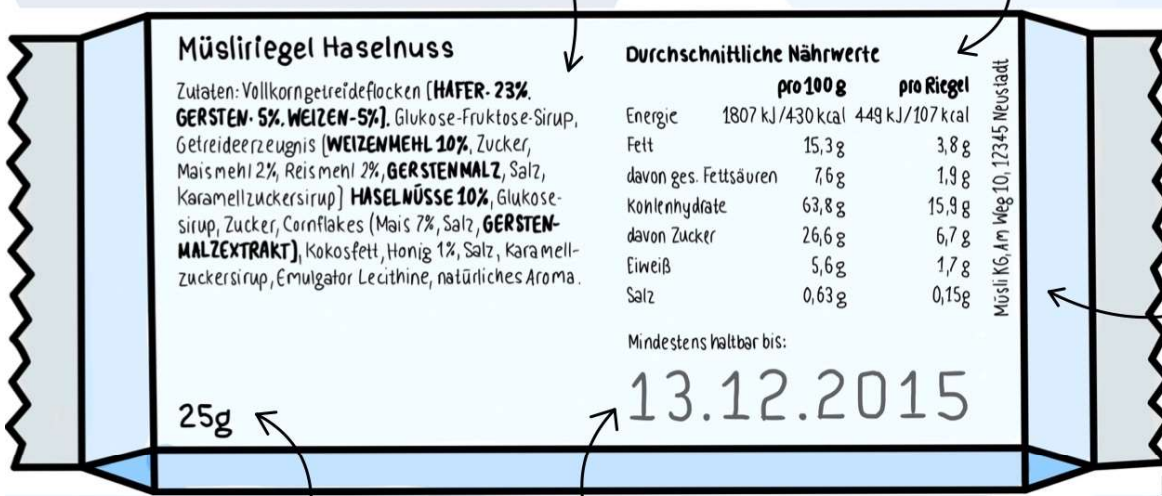 Müsliriegel Haselnuss
Zutaten: Vollkorngetreideflocken [HAFER- 23%,
GERSTEN- 5%, WEIZEN-5%], Glukose-Fruktose-Sirup,
Getreideerzeugnis [WEIZENMEHL 10%, Zucker,
Maismehl 2%, Reismehl 2%, GERSTENMALZ, Salz,
Karamellzuckersirup] HASELNÜSSE 10%, Glukose-
sirup, Zucker, Cornflakes (Mais 7%, Salz, GERSTEN-
MALZEXTRAKT), Kokosfett, Honig 1%, Salz, Karamell-
zuckersirup, Emulgator Lecithine, natürliches Aroma.
25g
Durchschnittliche Nährwerte
pro 100 g pro Riegel
Energie 1807 kJ/430 kcal 449 kJ/107 kcal
Fett 15,3 g 3,8 g
davon ges. Fettsäuren 7,6 g 1,9 g
Kohlenhydrate 63,8 g 15,9 g
davon Zucker 26,6 g 6,7 g
Eiweiß 5,6 g 1,7 g
Salz 0,63 g 0,15g
Mindestens haltbar bis:
13.12.2015
Müsli KG, Am Weg 10, 12345 Neustadt